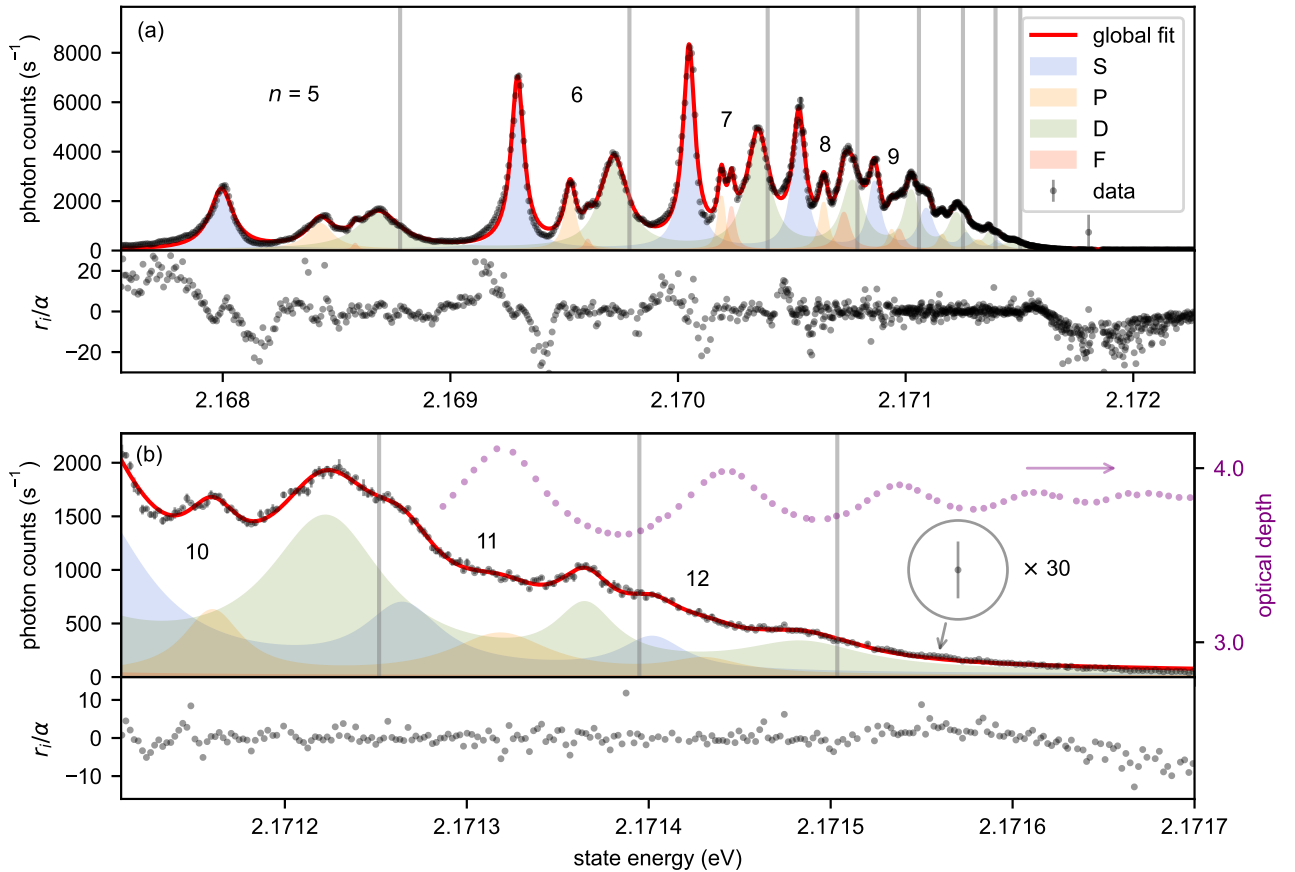 (a)
n = 5
6
7
8
9
global fit
S
P
D
F
data
photon counts (s⁻¹)
8000
6000
4000
2000
0
rᵢ/α
20
0
−20
2.168
2.169
2.170
2.171
2.172
(b)
10
11
12
× 30
photon counts (s⁻¹)
2000
1500
1000
500
0
4.0
3.0
optical depth
rᵢ/α
10
0
−10
2.1712
2.1713
2.1714
2.1715
2.1716
2.1717
state energy (eV)